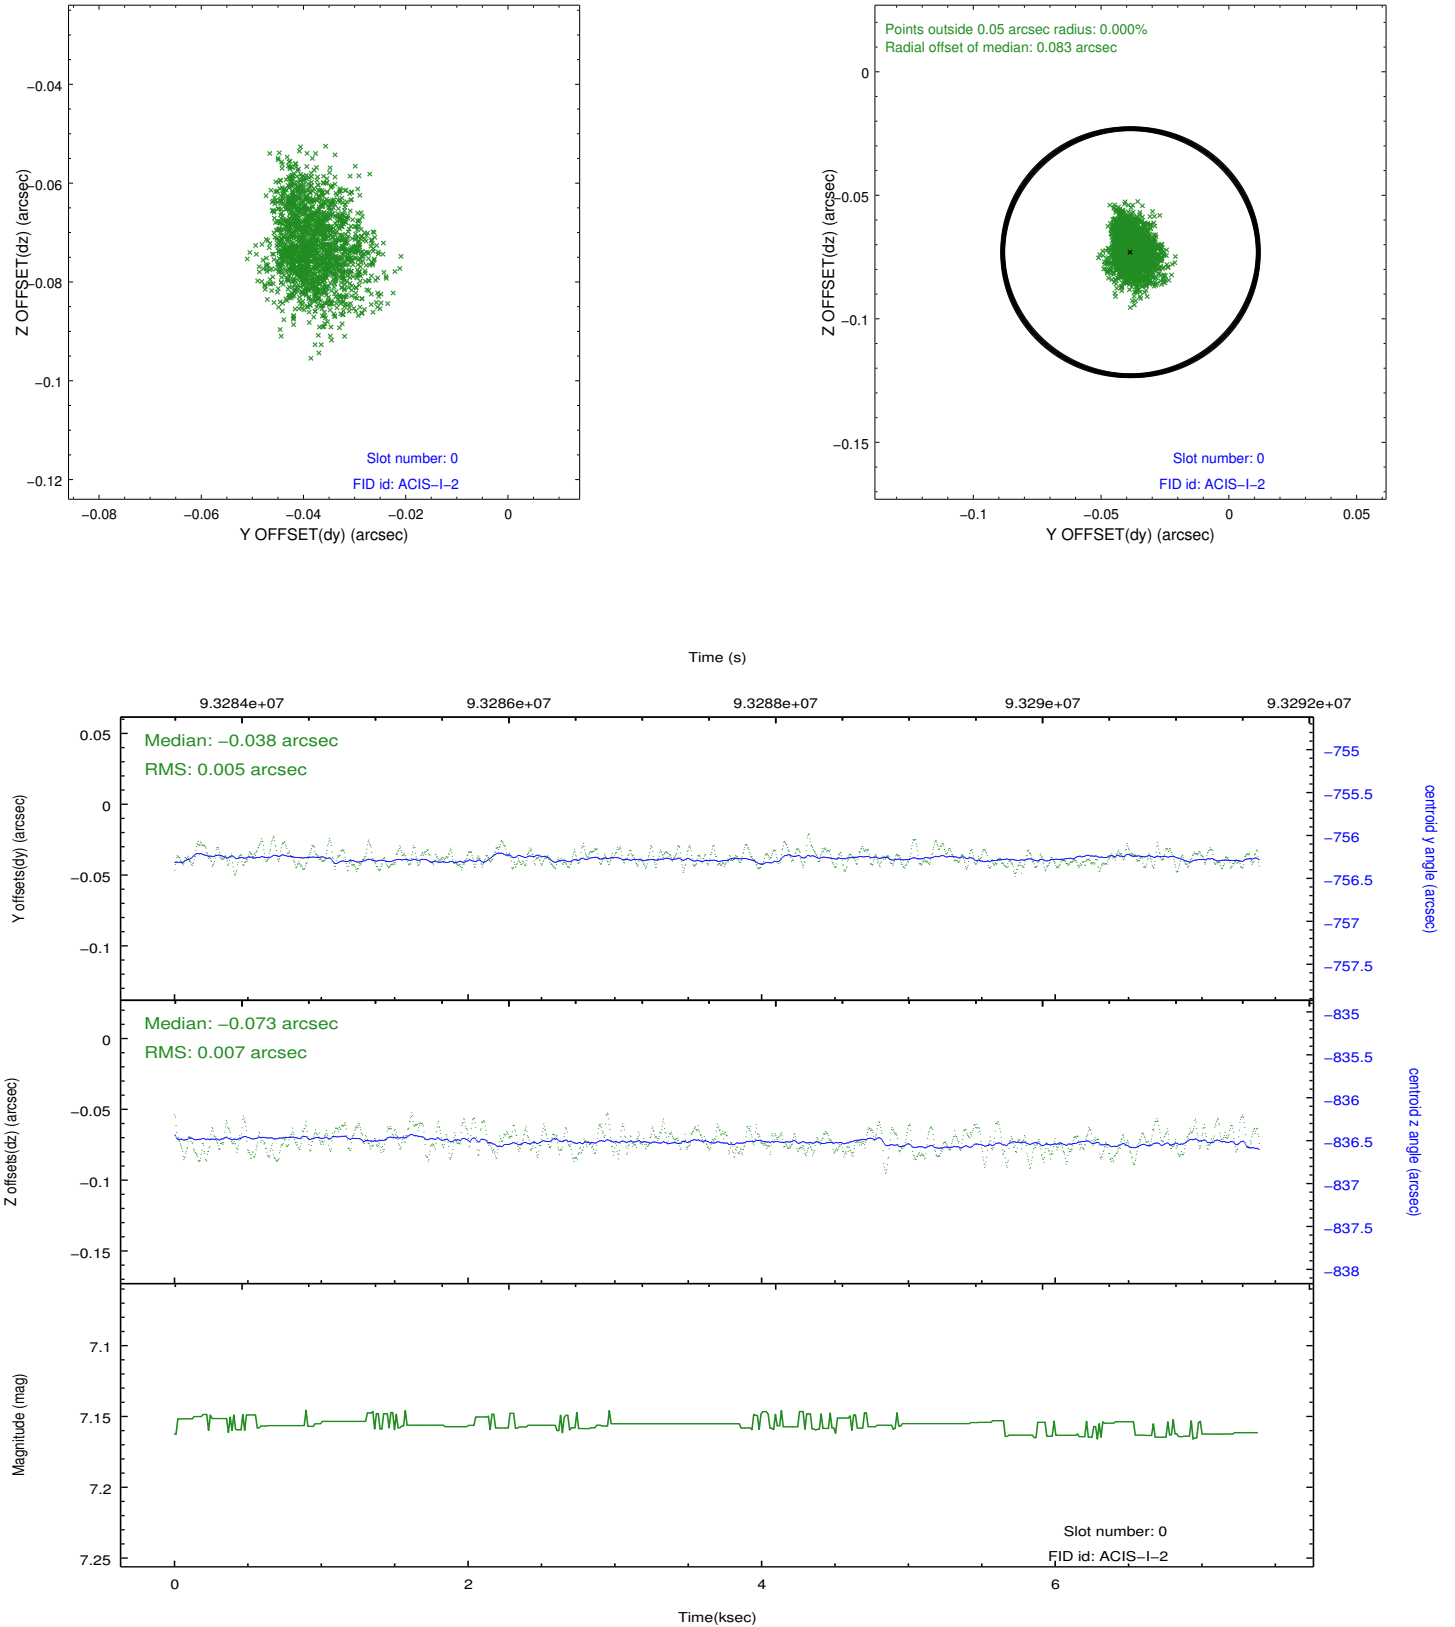 −0.04
−0.06
−0.08
−0.1
−0.12
Z OFFSET(dz) (arcsec)
Slot number: 0
FID id: ACIS−I−2
−0.08
−0.06
−0.04
−0.02
0
Y OFFSET(dy) (arcsec)
Points outside 0.05 arcsec radius: 0.000%
Radial offset of median: 0.083 arcsec
0
−0.05
−0.1
−0.15
Z OFFSET(dz) (arcsec)
Slot number: 0
FID id: ACIS−I−2
−0.1
−0.05
0
0.05
Y OFFSET(dy) (arcsec)
Time (s)
9.3284e+07
9.3286e+07
9.3288e+07
9.329e+07
9.3292e+07
Median: −0.038 arcsec
RMS: 0.005 arcsec
0.05
0
−0.05
−0.1
Y offsets(dy) (arcsec)
−755
−755.5
−756
−756.5
−757
−757.5
centroid y angle (arcsec)
Median: −0.073 arcsec
RMS: 0.007 arcsec
0
−0.05
−0.1
−0.15
Z offsets(dz) (arcsec)
−835
−835.5
−836
−836.5
−837
−837.5
−838
centroid z angle (arcsec)
7.1
7.15
7.2
7.25
Magnitude (mag)
Slot number: 0
FID id: ACIS−I−2
0
2
4
6
Time(ksec)